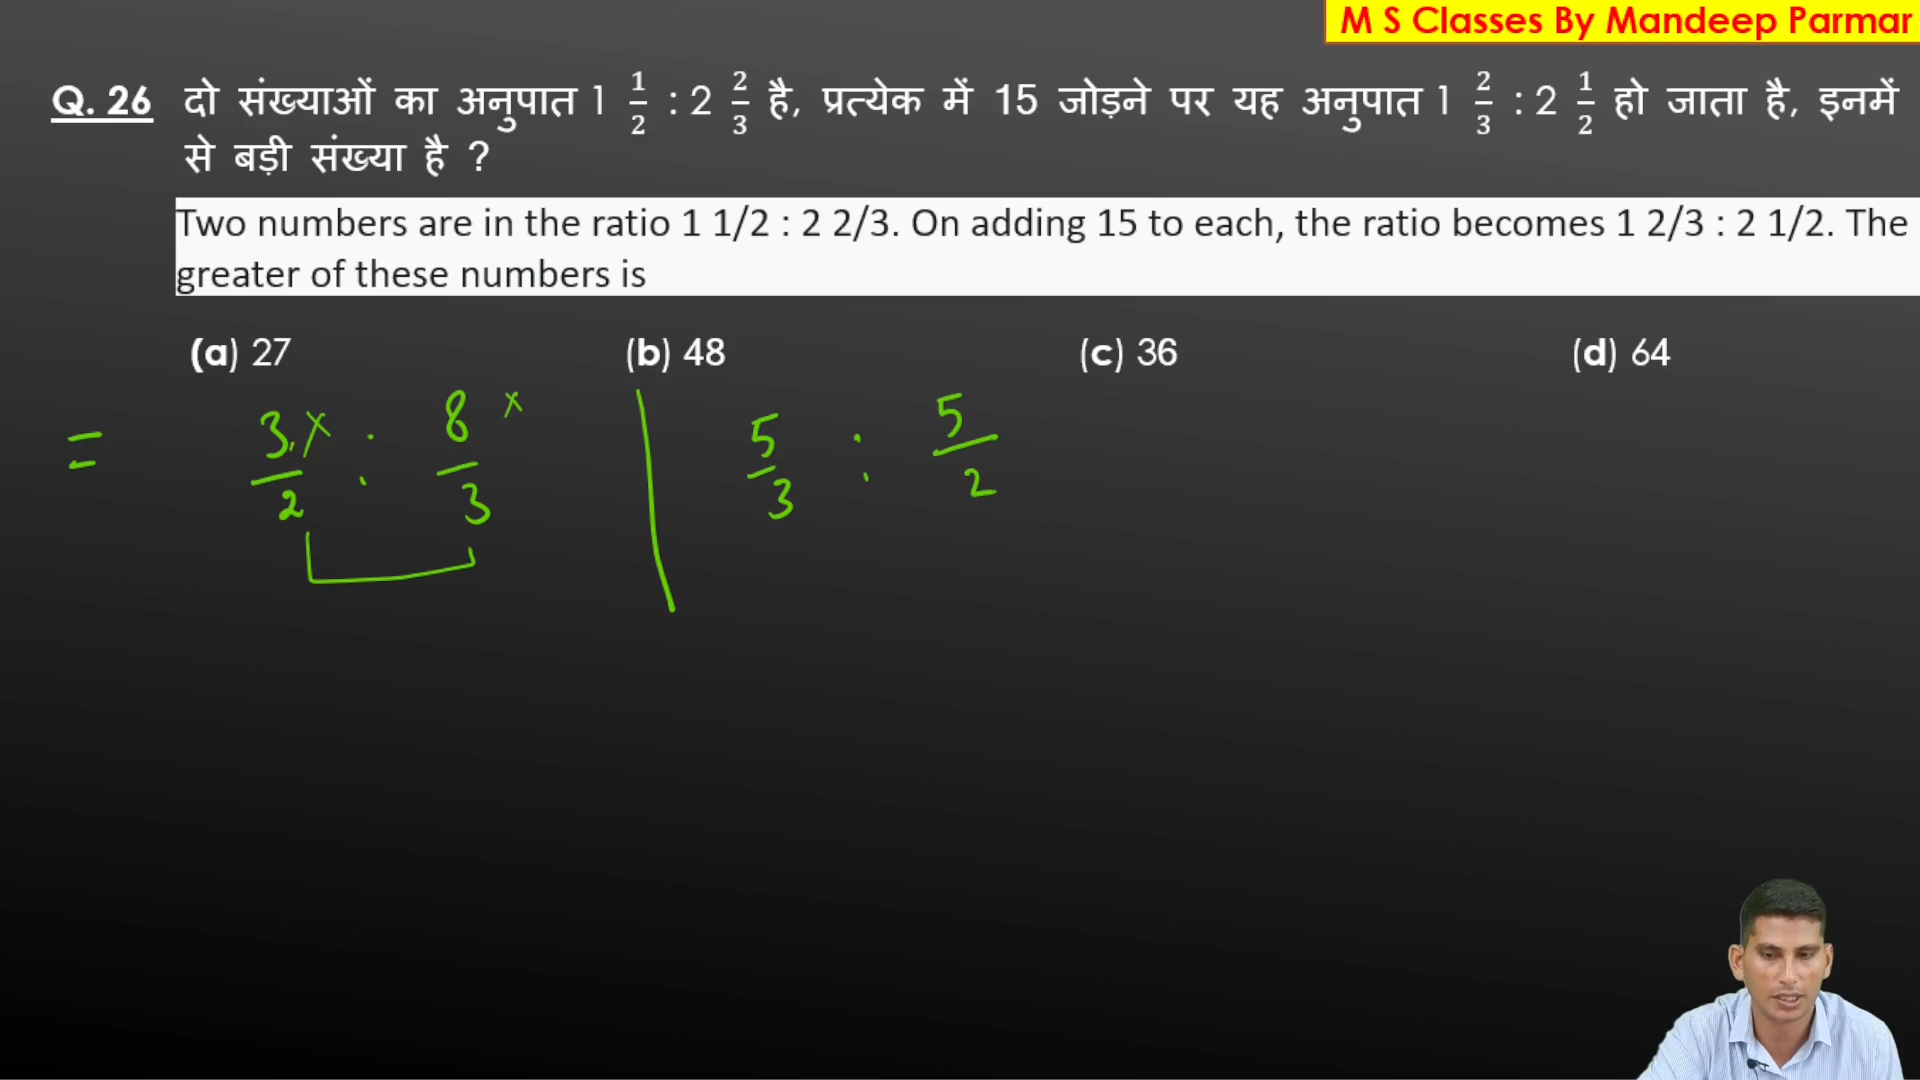 M S Classes By Mandeep Parmar
Q. 26 दो संख्याओं का अनुपात 1 1/2 : 2 2/3 है, प्रत्येक में 15 जोड़ने पर यह अनुपात 1 2/3 : 2 1/2 हो जाता है, इनमें
से बड़ी संख्या है ?
Two numbers are in the ratio 1 1/2 : 2 2/3. On adding 15 to each, the ratio becomes 1 2/3 : 2 1/2. The
greater of these numbers is
(a) 27 (b) 48 (c) 36 (d) 64
= 3x/2 : 8x/3 5/3 : 5/2